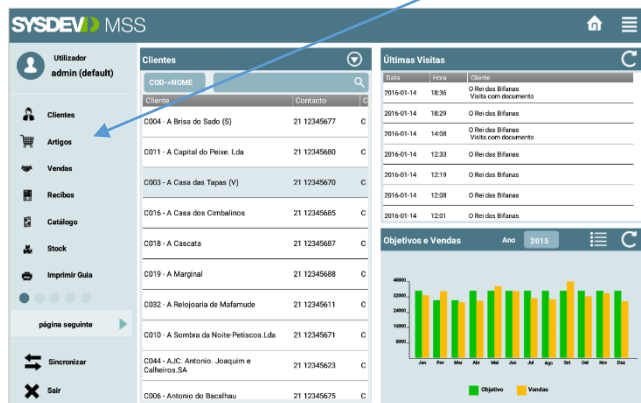 SYSDEV MSS
Utilizador
admin (default)
Clientes
Artigos
Vendas
Recibos
Catálogo
Stock
Imprimir Guia
página seguinte
Sincronizar
Sair
Clientes
COD->NOME
Cliente Contacto C
C004 - A Brisa do Sado (S) 21 12345677 C
C011 - A Capital do Peixe. Lda 21 12345680 C
C003 - A Casa das Tapas (V) 21 12345670 C
C016 - A Casa dos Cimbalinos 21 12345685 C
C018 - A Cascata 21 12345687 C
C019 - A Marginal 21 12345688 C
C032 - A Relojoaria de Mafamude 21 12345611 C
C010 - A Sombra da Noite-Petiscos.Lda 21 12345671 C
C044 - AJC. Antonio. Joaquim e
Calheiros.SA 21 12345623 C
C006 - Antonio do Bacalhau 21 12345675 C
Últimas Visitas
Data Hora Cliente
2016-01-14 18:36 O Rei das Bifanas
Visita com documento
2016-01-14 18:29 O Rei das Bifanas
2016-01-14 14:08 O Rei das Bifanas
Visita com documento
2016-01-14 12:33 O Rei das Bifanas
2016-01-14 12:19 O Rei das Bifanas
2016-01-14 12:08 O Rei das Bifanas
2016-01-14 12:01 O Rei das Bifanas
Objetivos e Vendas Ano 2015
40000
32000
24000
16000
8000
Jan Fev Mar Abr Mai Jun Jul Ago Set Out Nov Dez
Objetivo Vendas